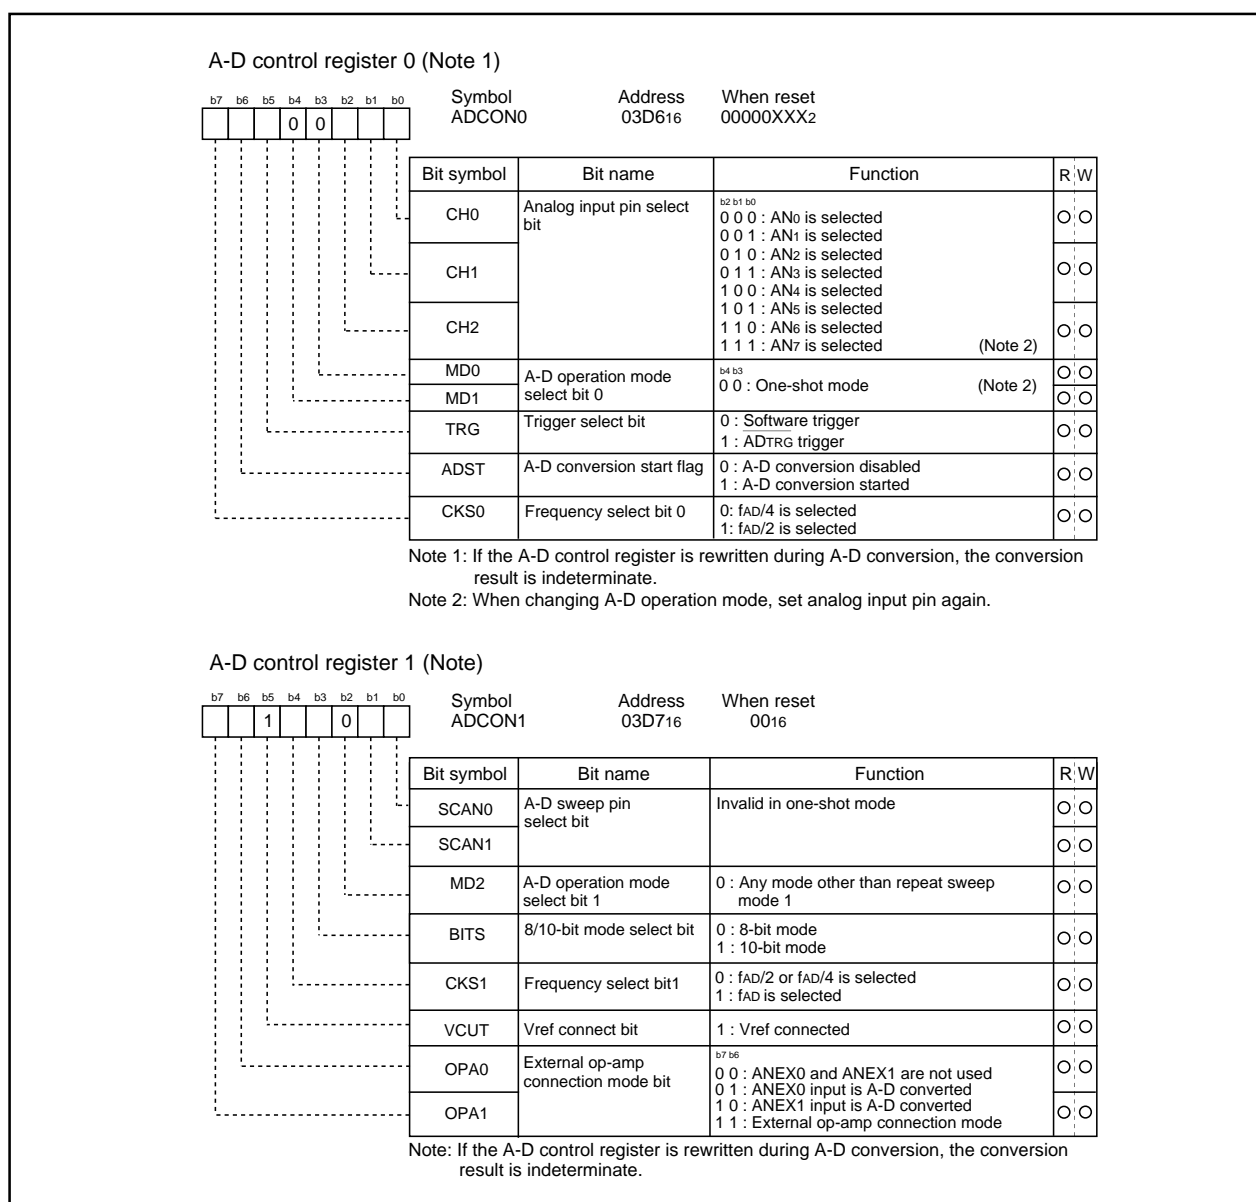 A-D control register 0 (Note 1)
b7 b6 b5 b4 b3 b2 b1 b0
0 0
Symbol Address When reset
ADCON0 03D616 00000XXX2
Bit symbol Bit name Function R W
CH0 Analog input pin select bit
b2 b1 b0
0 0 0 : AN0 is selected
0 0 1 : AN1 is selected
0 1 0 : AN2 is selected
CH1
0 1 1 : AN3 is selected
1 0 0 : AN4 is selected
1 0 1 : AN5 is selected
CH2
1 1 0 : AN6 is selected
1 1 1 : AN7 is selected (Note 2)
MD0
MD1
A-D operation mode
select bit 0
b4 b3
0 0 : One-shot mode (Note 2)
TRG Trigger select bit
0 : Software trigger
1 : ADTRG trigger
ADST A-D conversion start flag
0 : A-D conversion disabled
1 : A-D conversion started
CKS0 Frequency select bit 0
0: fAD/4 is selected
1: fAD/2 is selected
Note 1: If the A-D control register is rewritten during A-D conversion, the conversion
result is indeterminate.
Note 2: When changing A-D operation mode, set analog input pin again.
A-D control register 1 (Note)
b7 b6 b5 b4 b3 b2 b1 b0
1 0
Symbol Address When reset
ADCON1 03D716 0016
Bit symbol Bit name Function R W
SCAN0
SCAN1
A-D sweep pin
select bit
Invalid in one-shot mode
MD2
A-D operation mode
select bit 1
0 : Any mode other than repeat sweep
mode 1
BITS 8/10-bit mode select bit
0 : 8-bit mode
1 : 10-bit mode
CKS1 Frequency select bit1
0 : fAD/2 or fAD/4 is selected
1 : fAD is selected
VCUT Vref connect bit 1 : Vref connected
OPA0
OPA1
External op-amp
connection mode bit
b7 b6
0 0 : ANEX0 and ANEX1 are not used
0 1 : ANEX0 input is A-D converted
1 0 : ANEX1 input is A-D converted
1 1 : External op-amp connection mode
Note: If the A-D control register is rewritten during A-D conversion, the conversion
result is indeterminate.